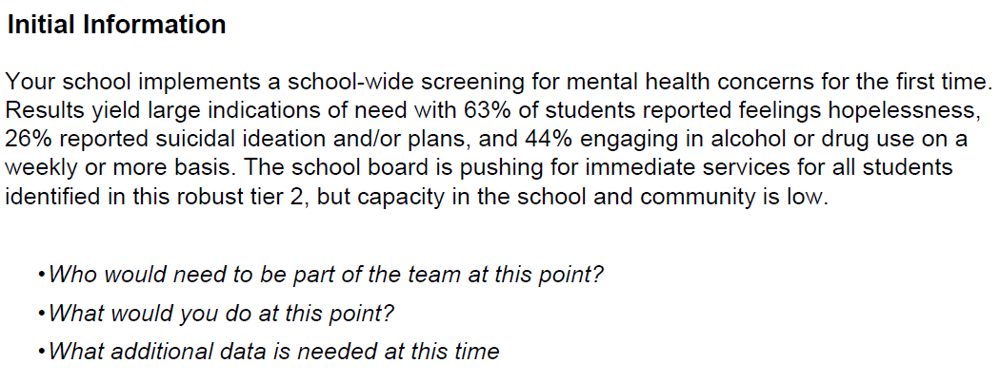 Initial Information
Your school implements a school-wide screening for mental health concerns for the first time.
Results yield large indications of need with 63% of students reported feelings hopelessness,
26% reported suicidal ideation and/or plans, and 44% engaging in alcohol or drug use on a
weekly or more basis. The school board is pushing for immediate services for all students
identified in this robust tier 2, but capacity in the school and community is low.
•Who would need to be part of the team at this point?
•What would you do at this point?
•What additional data is needed at this time